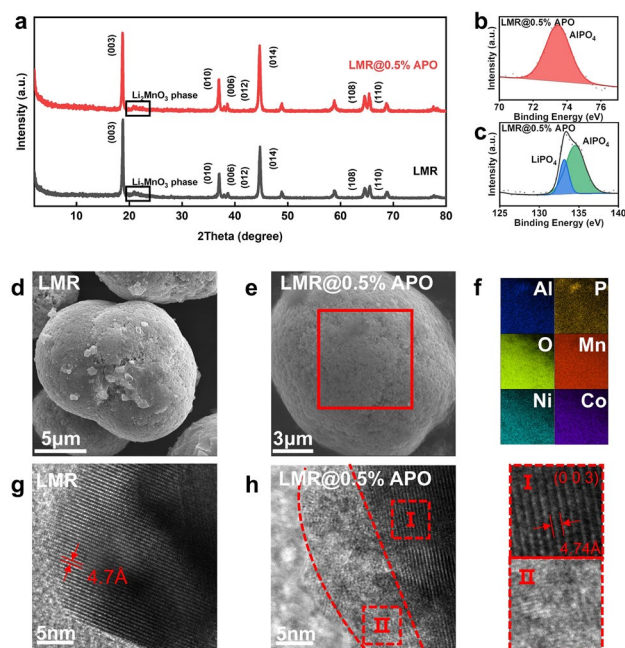 a
Intensity (a.u.)
(003)
Li2MnO3 phase
(010)
(006)
(012)
(014)
LMR@0.5% APO
(108)
(110)
(003)
Li2MnO3 phase
(010)
(006)
(012)
(014)
LMR
(108)
(110)
10 20 30 40 50 60 70 80
2Theta (degree)
b
LMR@0.5% APO
AlPO4
Intensity (a.u.)
70 72 74 76
Binding Energy (eV)
c
LMR@0.5% APO
AlPO4
LiPO4
Intensity (a.u.)
125 130 135 140
Binding Energy (eV)
d
LMR
5μm
e
LMR@0.5% APO
3μm
f
Al P
O Mn
Ni Co
g
LMR
4.7Å
5nm
h
LMR@0.5% APO
I
II
5nm
I
(0 0 3)
4.74Å
II